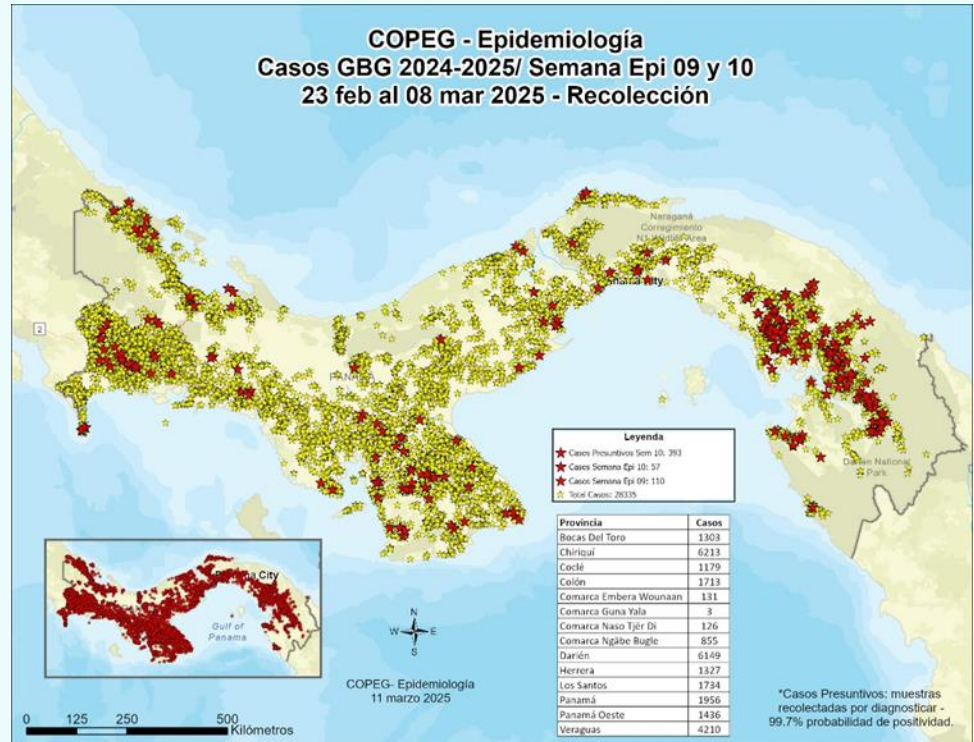 COPEG - Epidemiología
Casos GBG 2024-2025/ Semana Epi 09 y 10
23 feb al 08 mar 2025 - Recolección
Naraganá
Corregimiento
2
Leyenda
Casos Presuntivos Sem 10: 393
Casos Semana Epi 10: 57
Casos Semana Epi 09: 110
Total Casos: 28335
Darién National
Park
Provincia Casos
Bocas Del Toro 1303
Chiriquí 6213
Coclé 1179
Colón 1713
Comarca Embera Wounaan 131
Comarca Guna Yala 3
Comarca Naso Tjër Di 126
Comarca Ngäbe Bugle 855
Darién 6149
Herrera 1327
Los Santos 1734
Panamá 1956
Panamá Oeste 1436
Veraguas 4210
City
Gulf of
Panama
N
W E
S
COPEG- Epidemiología
11 marzo 2025
0 125 250 500
Kilómetros
*Casos Presuntivos: muestras
recolectadas por diagnosticar -
99.7% probabilidad de positividad.